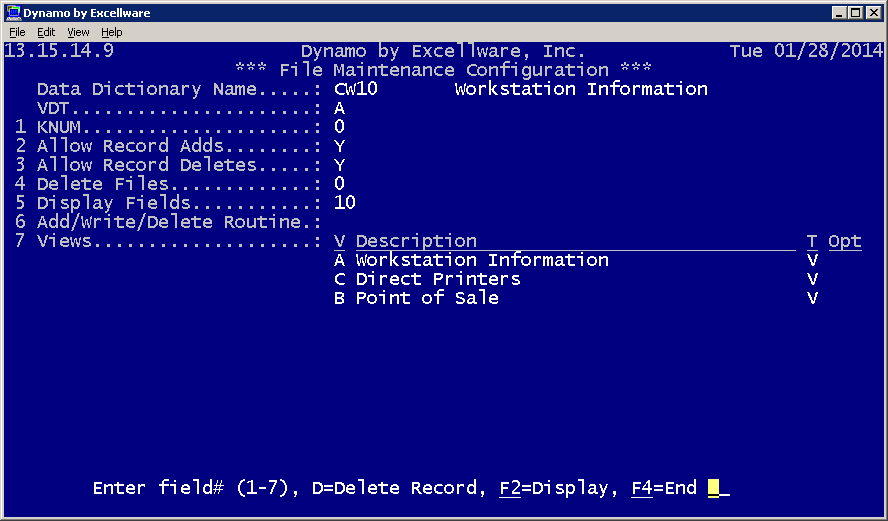 Dynamo by Excellware
File Edit View Help
13.15.14.9 Dynamo by Excellware, Inc. Tue 01/28/2014
*** File Maintenance Configuration ***
Data Dictionary Name.....: CW10 Workstation Information
VDT......................: A
1 KNUM.....................: 0
2 Allow Record Adds........: Y
3 Allow Record Deletes.....: Y
4 Delete Files.............: 0
5 Display Fields...........: 10
6 Add/Write/Delete Routine.:
7 Views....................: V Description T Opt
A Workstation Information V
C Direct Printers V
B Point of Sale V
Enter field# (1-7), D=Delete Record, F2=Display, F4=End _